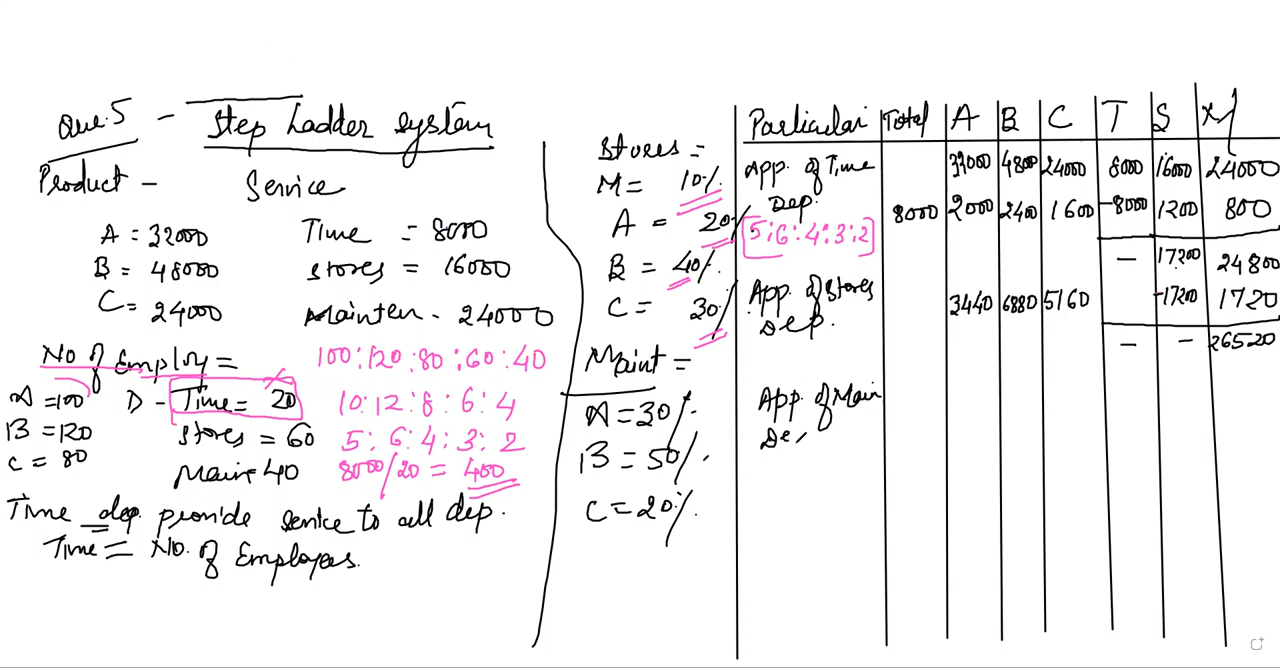 Que.5 - Step Ladder system
Product - Service
A = 32000 Time = 8000
B = 48000 Stores = 16000
C = 24000 Mainten - 24000
No of Employ = 100:120:80:60:40
A = 100 D - Time = 20 10:12:8:6:4
B = 120 Stores = 60 5:6:4:3:2
C = 80 Main = 40 8000/20 = 400
Time dep. provide service to all dep.
Time = No. of Employees.
Stores =
M = 10%
A = 20%
B = 40%
C = 30%
Maint =
A = 30%
B = 50%
C = 20%
Particular Total A B C T S
32000 4800 24000 8000 16000 24000
App. of Time Dep. 8000 2000 2400 1600 -8000 1200 800
5:6:4:3:2
- 17200 24800
App. of Stores Dep. 3440 6880 5160 -17200 1720
- - 26520
App. of Main
De,